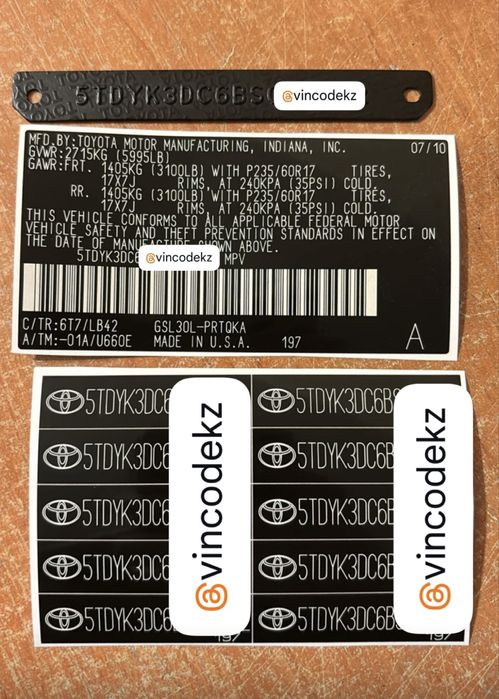 5TDYK3DC6BS @vincodekz
MFD.BY:TOYOTA MOTOR MANUFACTURING, INDIANA, INC. 07/10
GVWR:2715KG (5995LB)
GAWR:FRT. 1405KG (3100LB) WITH P235/60R17 TIRES,
17X7J RIMS, AT 240KPA (35PSI) COLD.
RR. 1405KG (3100LB) WITH P235/60R17 TIRES,
17X7J RIMS, AT 240KPA (35PSI) COLD.
THIS VEHICLE CONFORMS TO ALL APPLICABLE FEDERAL MOTOR
VEHICLE SAFETY AND THEFT PREVENTION STANDARDS IN EFFECT ON
THE DATE OF MANUFACTURE SHOWN ABOVE.
5TDYK3DC6 @vincodekz MPV
C/TR:6T7/LB42 GSL30L-PRTQKA
A/TM:-01A/U660E MADE IN U.S.A. 197 A
5TDYK3DC6 5TDYK3DC6BS
5TDYK3DC6 5TDYK3DC6B
5TDYK3DC6 5TDYK3DC6B
5TDYK3DC6 5TDYK3DC6B
5TDYK3DC6 5TDYK3DC6BS
197 197
@vincodekz
@vincodekz